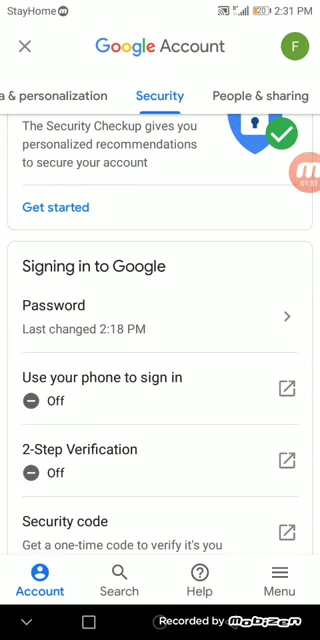 StayHome
20
2:31 PM
Google Account
F
a & personalization
Security
People & sharing
The Security Checkup gives you
personalized recommendations
to secure your account
01:51
Get started
Signing in to Google
Password
Last changed 2:18 PM
Use your phone to sign in
Off
2-Step Verification
Off
Security code
Get a one-time code to verify it's you
Account
Search
Help
Menu
Recorded by mobizen